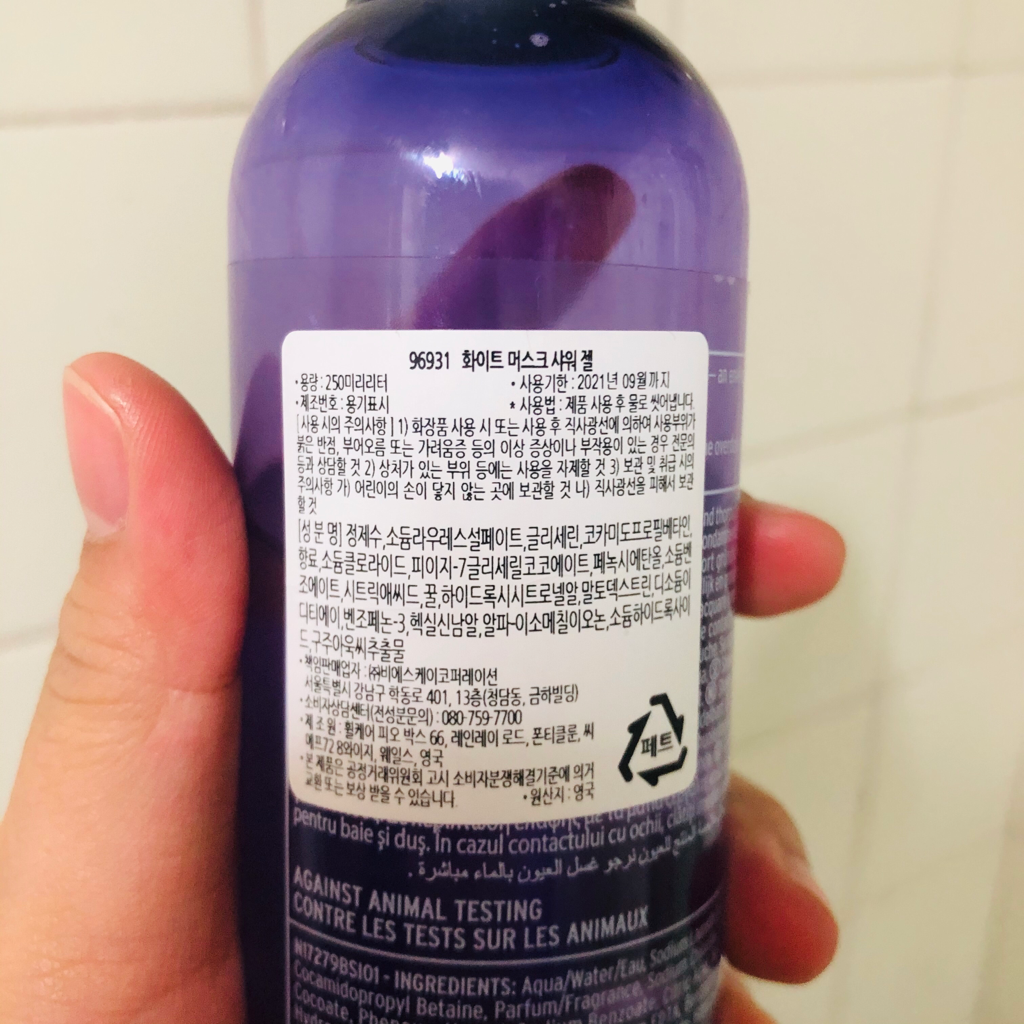 96931 화이트 머스크 샤워 젤
• 용량 : 250미리리터 • 사용기한 : 2021년 09월까지
• 제조번호 : 용기표시 * 사용법 : 제품 사용 후 물로 씻어냅니다.
[사용 시의 주의사항] 1) 화장품 사용 시 또는 사용 후 직사광선에 의하여 사용부위가
붉은 반점, 부어오름 또는 가려움증 등의 이상 증상이나 부작용이 있는 경우 전문의
등과 상담할 것 2) 상처가 있는 부위 등에는 사용을 자제할 것 3) 보관 및 취급 시의
주의사항 가) 어린이의 손이 닿지 않는 곳에 보관할 것 나) 직사광선을 피해서 보관
할 것
[성분명] 정제수,소듐라우레스설페이트,글리세린,코카미도프로필베타인,
향료,소듐클로라이드,피이지-7글리세릴코코에이트,페녹시에탄올,소듐벤
조에이트,시트릭애씨드,꿀,하이드록시시트로넬알,말토덱스트린,디소듐이
디티에이,벤조페논-3,헥실신남알,알파-이소메칠이오논,소듐하이드록사이
드,구주아욱씨추출물
• 책임판매업자 : ㈜비에스케이코퍼레이션
서울특별시 강남구 학동로 401, 13층(청담동, 금하빌딩)
• 소비자상담센터(전성분문의) : 080-759-7700
• 제조원 : 휠케어 피오 박스 66, 레인레이 로드, 폰티클룬, 씨
에프72 8와이지, 웨일스, 영국
• 본 제품은 공정거래위원회 고시 소비자분쟁해결기준에 의거
교환 또는 보상 받을 수 있습니다. • 원산지 : 영국
페트
pentru baie și duș. În cazul contactului cu ochii,
للعيون نرجو غسل العيون بالماء مباشرة .
AGAINST ANIMAL TESTING
CONTRE LES TESTS SUR LES ANIMAUX
N17279BSI01 - INGREDIENTS: Aqua/Water/Eau, Sodium
Cocamidopropyl Betaine, Parfum/Fragrance, Sodium
Cocoate, Benzoate,